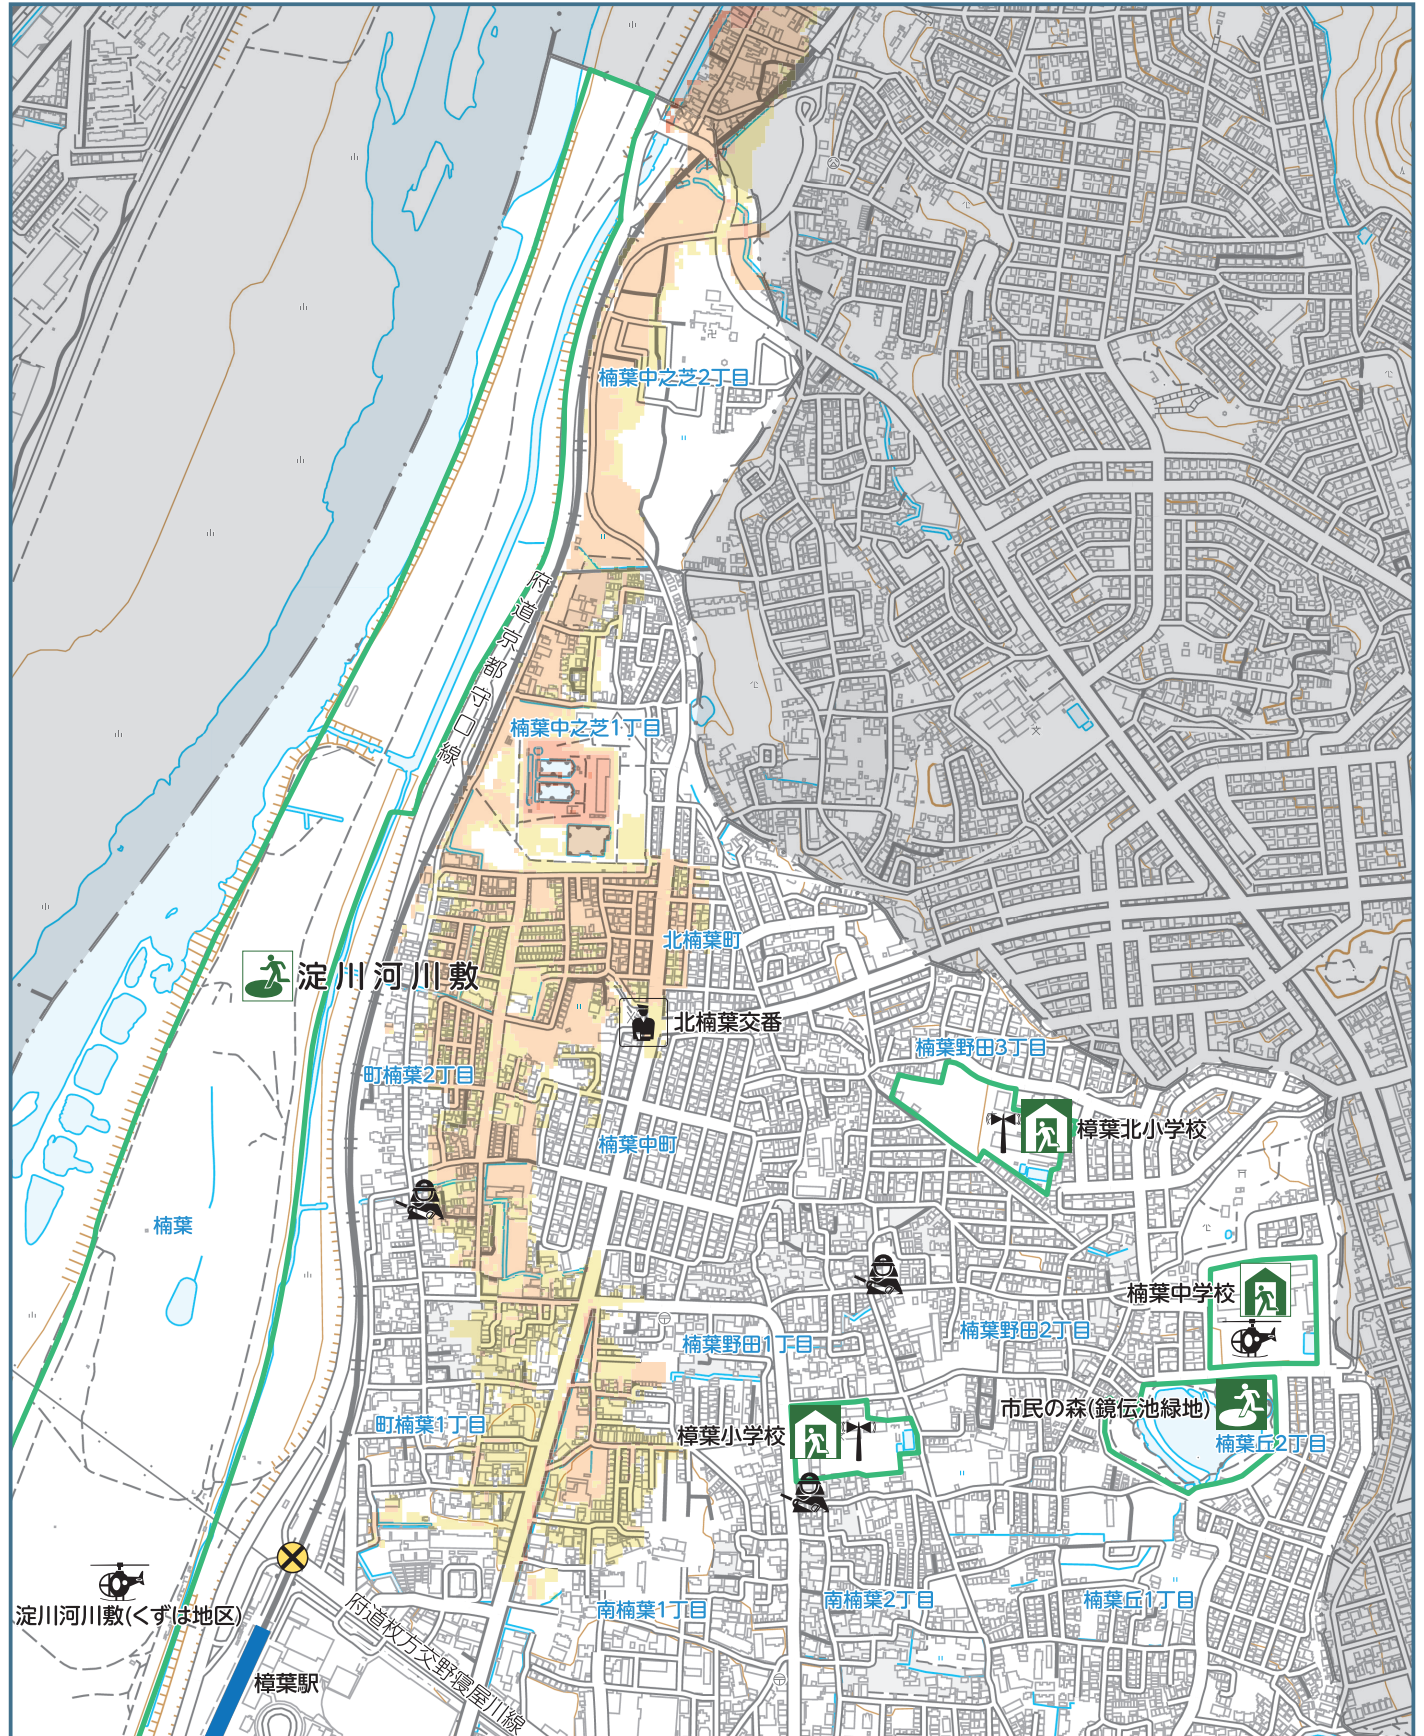 楠葉中之芝2丁目
府道京都守口線
楠葉中之芝1丁目
北楠葉町
淀川河川敷
北楠葉交番
楠葉野田3丁目
町楠葉2丁目
樟葉北小学校
楠葉中町
楠葉
楠葉中学校
楠葉野田2丁目
楠葉野田1丁目
市民の森(鏡伝池緑地)
町楠葉1丁目
樟葉小学校
楠葉丘2丁目
淀川河川敷(くずは地区)
府道枚方交野寝屋川線
南楠葉1丁目
南楠葉2丁目
楠葉丘1丁目
樟葉駅